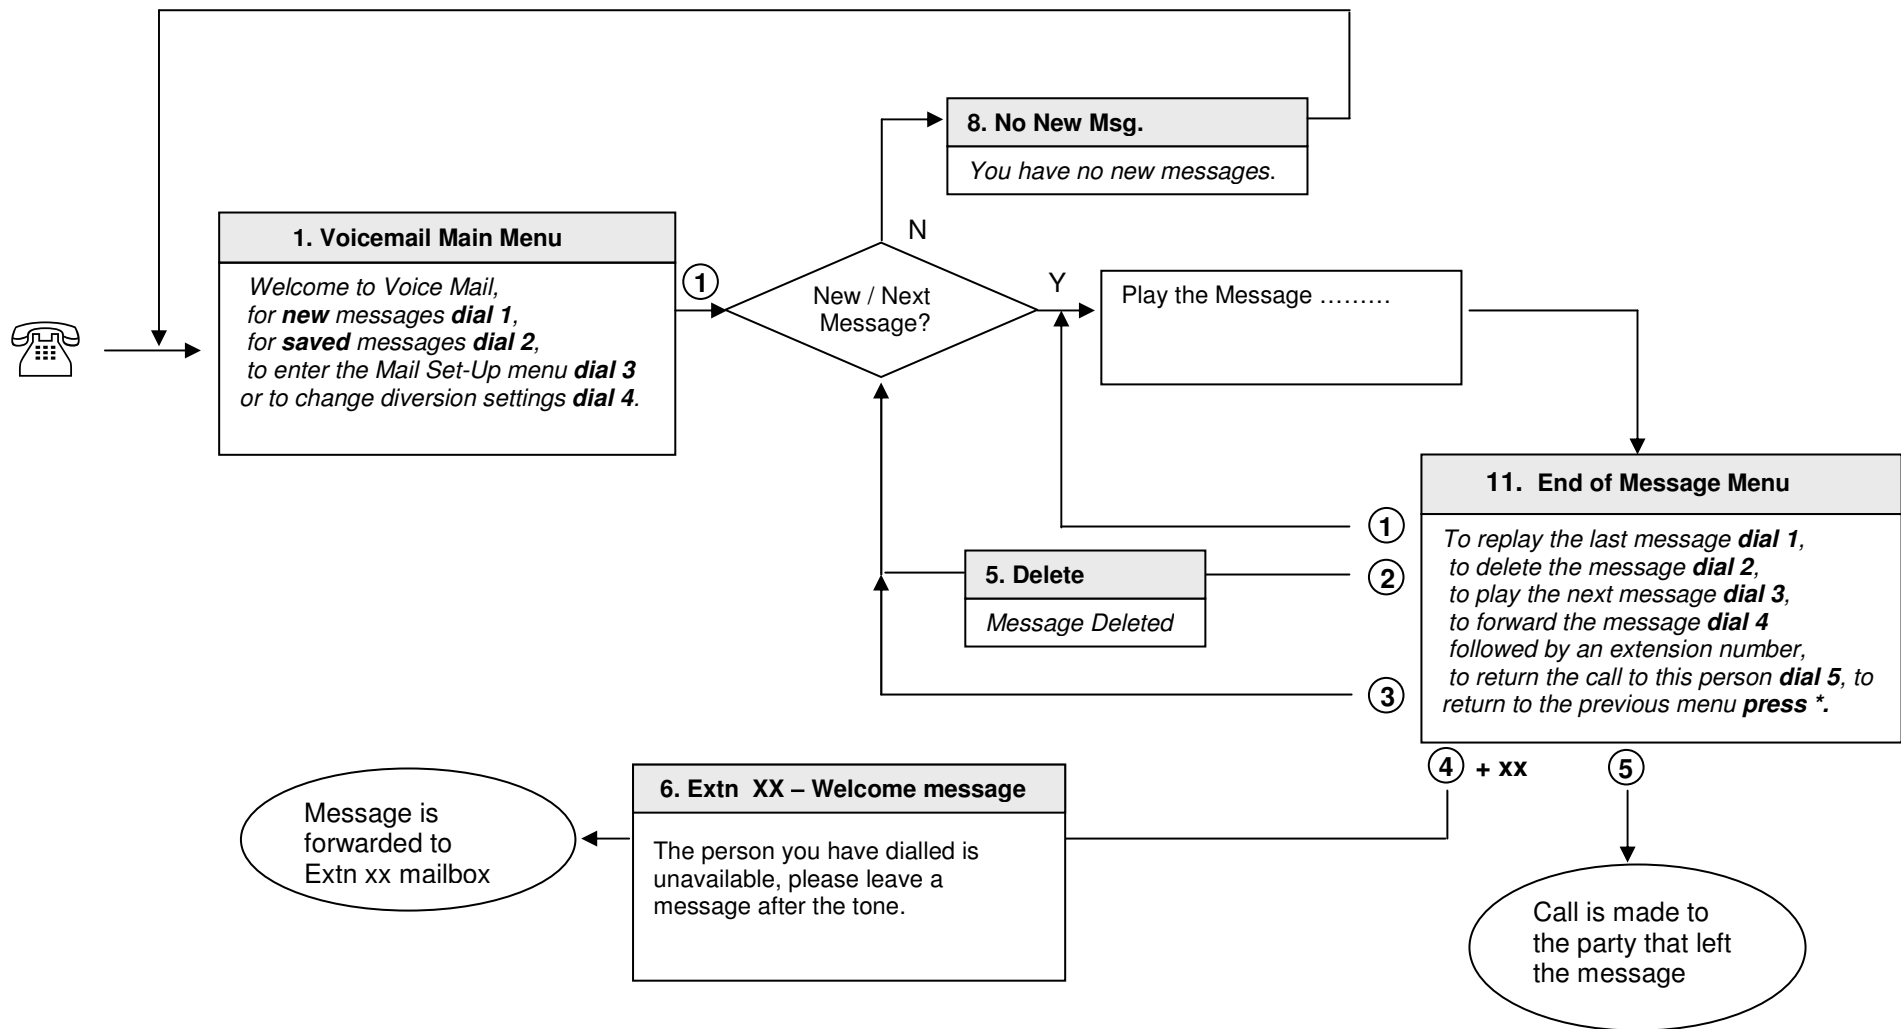 8. No New Msg.
You have no new messages.
1. Voicemail Main Menu
Welcome to Voice Mail,
for new messages dial 1,
for saved messages dial 2,
to enter the Mail Set-Up menu dial 3
or to change diversion settings dial 4.
1
N
New / Next
Message?
Y
Play the Message .........
11. End of Message Menu
To replay the last message dial 1,
to delete the message dial 2,
to play the next message dial 3,
to forward the message dial 4
followed by an extension number,
to return the call to this person dial 5, to
return to the previous menu press *.
1
5. Delete
Message Deleted
2
3
4 + xx
5
6. Extn XX – Welcome message
The person you have dialled is
unavailable, please leave a
message after the tone.
Message is
forwarded to
Extn xx mailbox
Call is made to
the party that left
the message